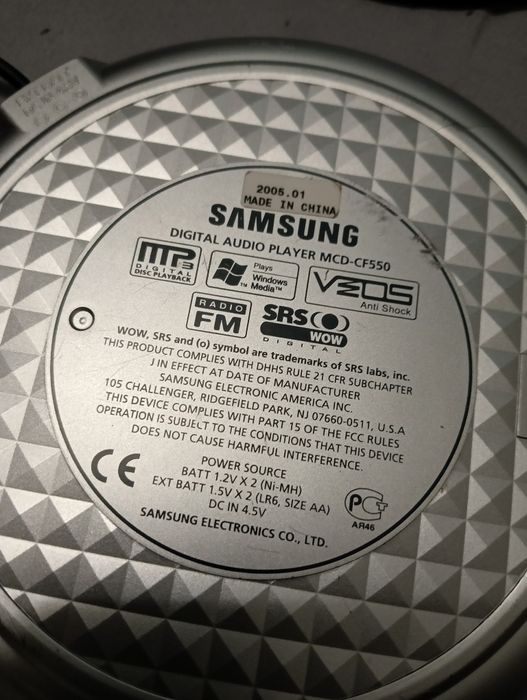 2005.01
MADE IN CHINA
SAMSUNG
DIGITAL AUDIO PLAYER MCD-CF550
MP3
DIGITAL
DISC PLAYBACK
Plays
Windows
Media™
VEOS
Anti Shock
RADIO
FM
SRS(O)
WOW
DIGITAL
WOW, SRS and (o) symbol are trademarks of SRS labs, inc.
THIS PRODUCT COMPLIES WITH DHHS RULE 21 CFR SUBCHAPTER
J IN EFFECT AT DATE OF MANUFACTURER
SAMSUNG ELECTRONIC AMERICA INC.
105 CHALLENGER, RIDGEFIELD PARK, NJ 07660-0511, U.S.A
THIS DEVICE COMPLIES WITH PART 15 OF THE FCC RULES
OPERATION IS SUBJECT TO THE CONDITIONS THAT THIS DEVICE
DOES NOT CAUSE HARMFUL INTERFERENCE.
CE
POWER SOURCE
BATT 1.2V X 2 (Ni-MH)
EXT BATT 1.5V X 2 (LR6, SIZE AA)
DC IN 4.5V
РСТ
АЯ46
SAMSUNG ELECTRONICS CO., LTD.